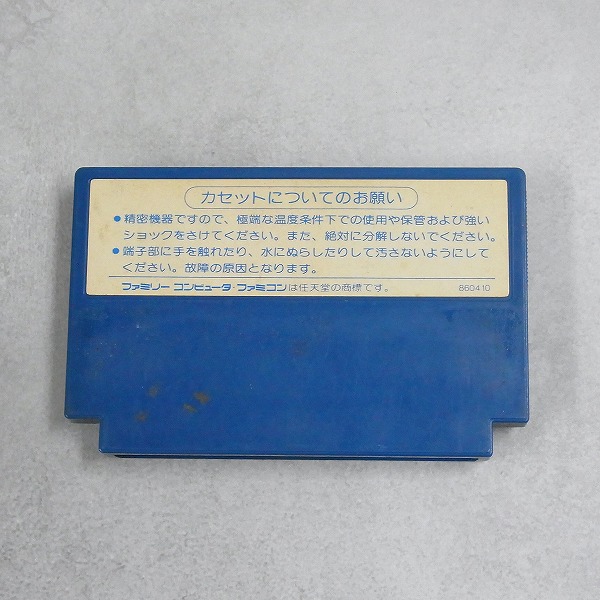 カセットについてのお願い
●精密機器ですので、極端な温度条件下での使用や保管および強い
ショックをさけてください。また、絶対に分解しないでください。
●端子部に手を触れたり、水にぬらしたりして汚さないようにして
ください。故障の原因となります。
ファミリー コンピュータ・ファミコンは任天堂の商標です。 860410